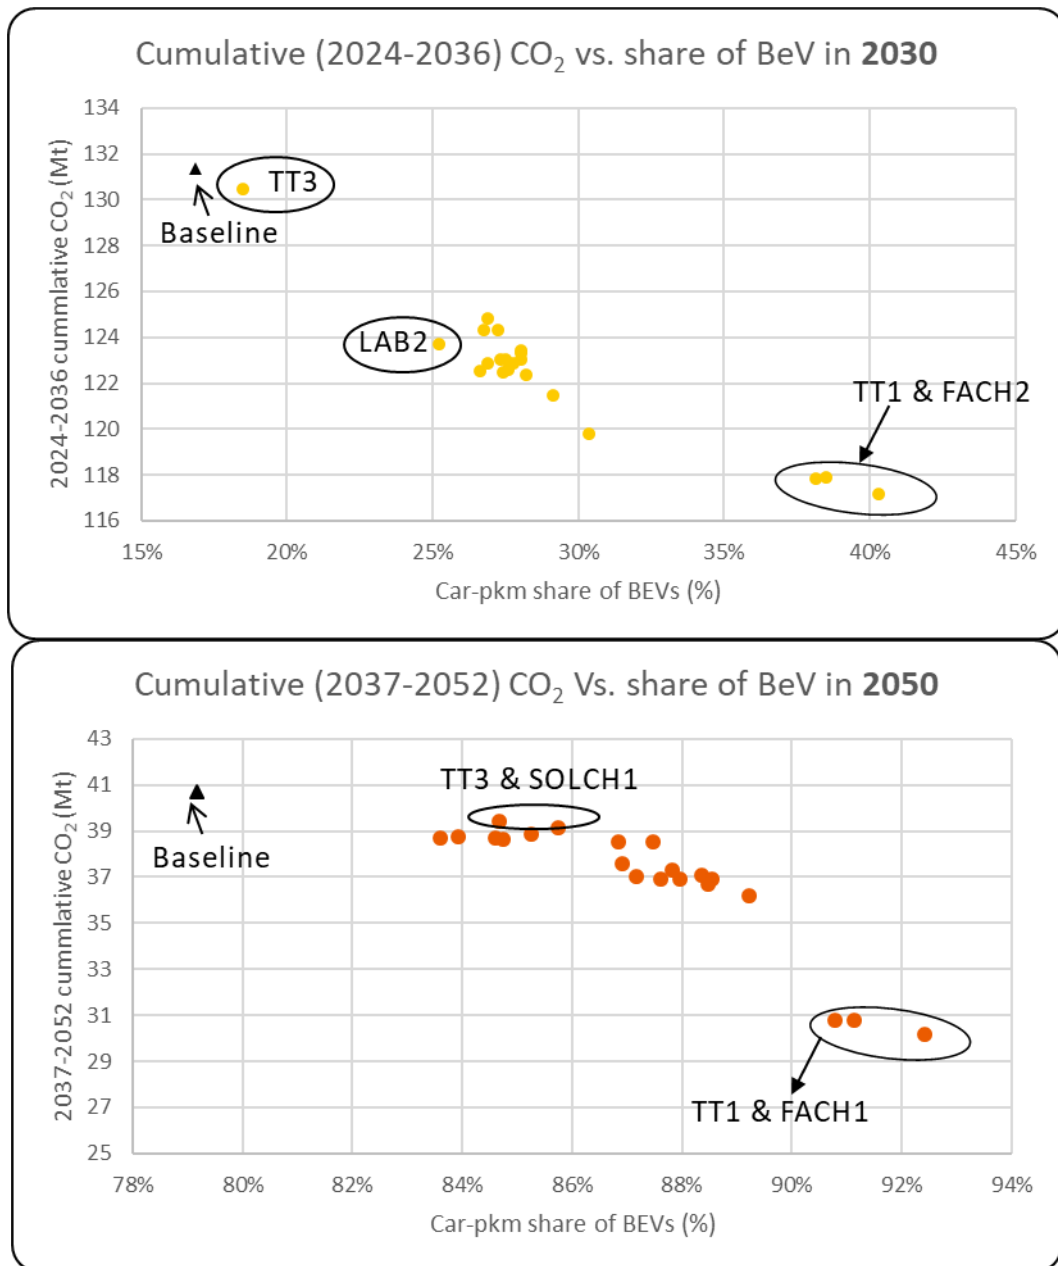 Cumulative (2024-2036) CO₂ vs. share of BeV in 2030
2024-2036 cummlative CO₂ (Mt)
134
132
130
128
126
124
122
120
118
116
TT3
Baseline
LAB2
TT1 & FACH2
15% 20% 25% 30% 35% 40% 45%
Car-pkm share of BEVs (%)
Cumulative (2037-2052) CO₂ Vs. share of BeV in 2050
2037-2052 cummlative CO₂ (Mt)
43
41
39
37
35
33
31
29
27
25
TT3 & SOLCH1
Baseline
TT1 & FACH1
78% 80% 82% 84% 86% 88% 90% 92% 94%
Car-pkm share of BEVs (%)